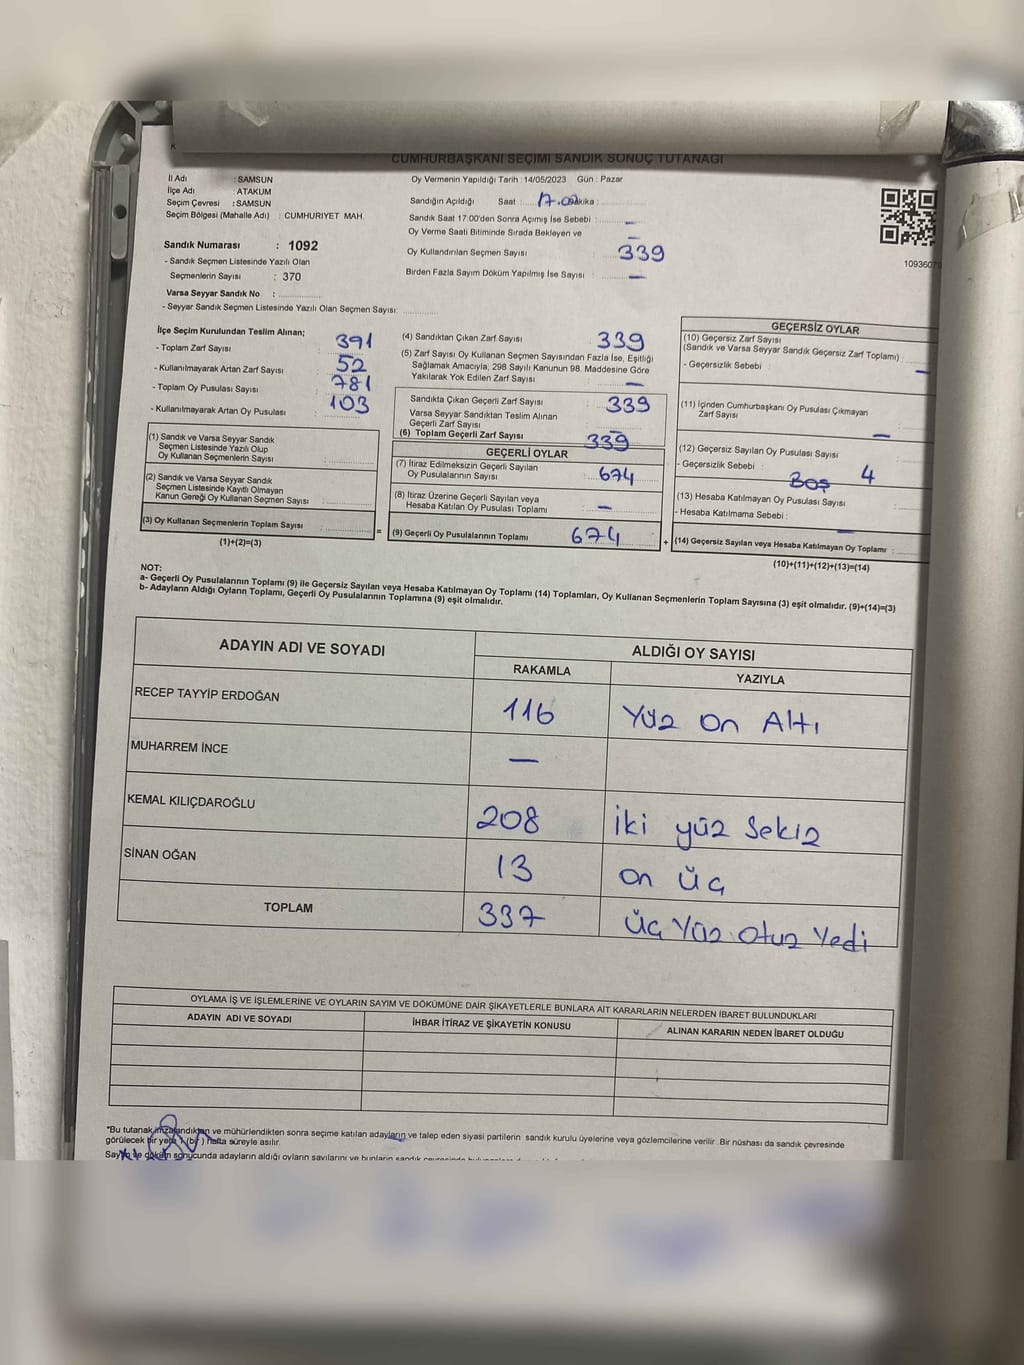 CUMHURBAŞKANI SEÇİMİ SANDIK SONUÇ TUTANAĞI
İl Adı : SAMSUN
İlçe Adı : ATAKUM
Seçim Çevresi : SAMSUN
Seçim Bölgesi (Mahalle Adı) : CUMHURIYET MAH.
Sandık Numarası : 1092
- Sandık Seçmen Listesinde Yazılı Olan
Seçmenlerin Sayısı : 370
Varsa Seyyar Sandık No :
- Seyyar Sandık Seçmen Listesinde Yazılı Olan Seçmen Sayısı:
Oy Vermenin Yapıldığı Tarih : 14/05/2023 Gün : Pazar
Sandığın Açıldığı Saat : 17.00 Dakika :
Sandık Saat 17:00'den Sonra Açımış İse Sebebi : —
Oy Verme Saati Bitiminde Sırada Bekleyen ve —
Oy Kullandırılan Seçmen Sayısı : 339
Birden Fazla Sayım Döküm Yapılmış İse Sayısı : —
İlçe Seçim Kurulundan Teslim Alınan;
- Toplam Zarf Sayısı : 391
- Kullanılmayarak Artan Zarf Sayısı : 52
- Toplam Oy Pusulası Sayısı : 781
- Kullanılmayarak Artan Oy Pusulası : 103
(1) Sandık ve Varsa Seyyar Sandık
Seçmen Listesinde Yazılı Olup
Oy Kullanan Seçmenlerin Sayısı :
(2) Sandık ve Varsa Seyyar Sandık
Seçmen Listesinde Kayıtlı Olmayan
Kanun Gereği Oy Kullanan Seçmen Sayısı :
(3) Oy Kullanan Seçmenlerin Toplam Sayısı :
(1)+(2)=(3)
(4) Sandıktan Çıkan Zarf Sayısı : 339
(5) Zarf Sayısı Oy Kullanan Seçmen Sayısından Fazla İse, Eşitliği
Sağlamak Amacıyla, 298 Sayılı Kanunun 98. Maddesine Göre
Yakılarak Yok Edilen Zarf Sayısı : —
Sandıkta Çıkan Geçerli Zarf Sayısı : 339
Varsa Seyyar Sandıktan Teslim Alınan
Geçerli Zarf Sayısı : —
(6) Toplam Geçerli Zarf Sayısı : 339
GEÇERLİ OYLAR
(7) İtiraz Edilmeksizin Geçerli Sayılan
Oy Pusulalarının Sayısı : 674
(8) İtiraz Üzerine Geçerli Sayılan veya
Hesaba Katılan Oy Pusulası Toplamı : —
= (9) Geçerli Oy Pusulalarının Toplamı 674
GEÇERSİZ OYLAR
(10) Geçersiz Zarf Sayısı
(Sandık ve Varsa Seyyar Sandık Geçersiz Zarf Toplamı) :
- Geçersizlik Sebebi : —
(11) İçinden Cumhurbaşkanı Oy Pusulası Çıkmayan
Zarf Sayısı : —
(12) Geçersiz Sayılan Oy Pusulası Sayısı : 4
- Geçersizlik Sebebi : Boş
(13) Hesaba Katılmayan Oy Pusulası Sayısı :
- Hesaba Katılmama Sebebi : —
+ (14) Geçersiz Sayılan veya Hesaba Katılmayan Oy Toplamı :
(10)+(11)+(12)+(13)=(14)
NOT:
a- Geçerli Oy Pusulalarının Toplamı (9) ile Geçersiz Sayılan veya Hesaba Katılmayan Oy Toplamı (14) Toplamları, Oy Kullanan Seçmenlerin Toplam Sayısına (3) eşit olmalıdır. (9)+(14)=(3)
b- Adayların Aldığı Oyların Toplamı, Geçerli Oy Pusulalarının Toplamına (9) eşit olmalıdır.
ADAYIN ADI VE SOYADI ALDIĞI OY SAYISI
RAKAMLA YAZIYLA
RECEP TAYYİP ERDOĞAN 116 Yüz On Altı
MUHARREM İNCE —
KEMAL KILIÇDAROĞLU 208 İki yüz Sekiz
SİNAN OĞAN 13 On Üç
TOPLAM 337 Üç Yüz Otuz Yedi
OYLAMA İŞ VE İŞLEMLERİNE VE OYLARIN SAYIM VE DÖKÜMÜNE DAİR ŞİKAYETLERLE BUNLARA AİT KARARLARIN NELERDEN İBARET BULUNDUKLARI
ADAYIN ADI VE SOYADI İHBAR İTİRAZ VE ŞİKAYETİN KONUSU ALINAN KARARIN NEDEN İBARET OLDUĞU
"Bu tutanak imzalandıktan ve mühürlendikten sonra seçime katılan adayların ve talep eden siyasi partilerin sandık kurulu üyelerine veya gözlemcilerine verilir. Bir nüshası da sandık çevresinde
görülecek bir yere 1 (bir) hafta süreyle asılır.